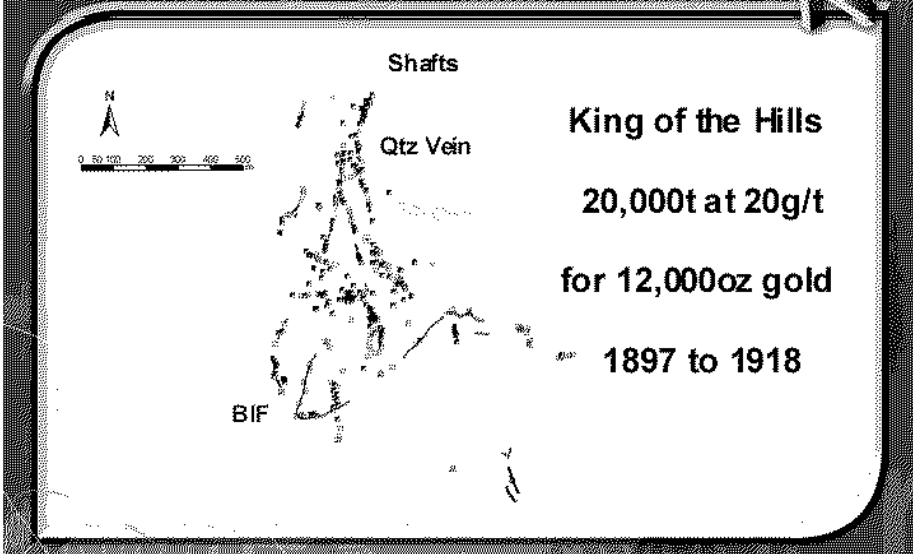 Shafts
N
King of the Hills
Qtz Vein
0 50 100 200 300 400 500
m
20,000t at 20g/t
for 12,000oz gold
1897 to 1918
BIF